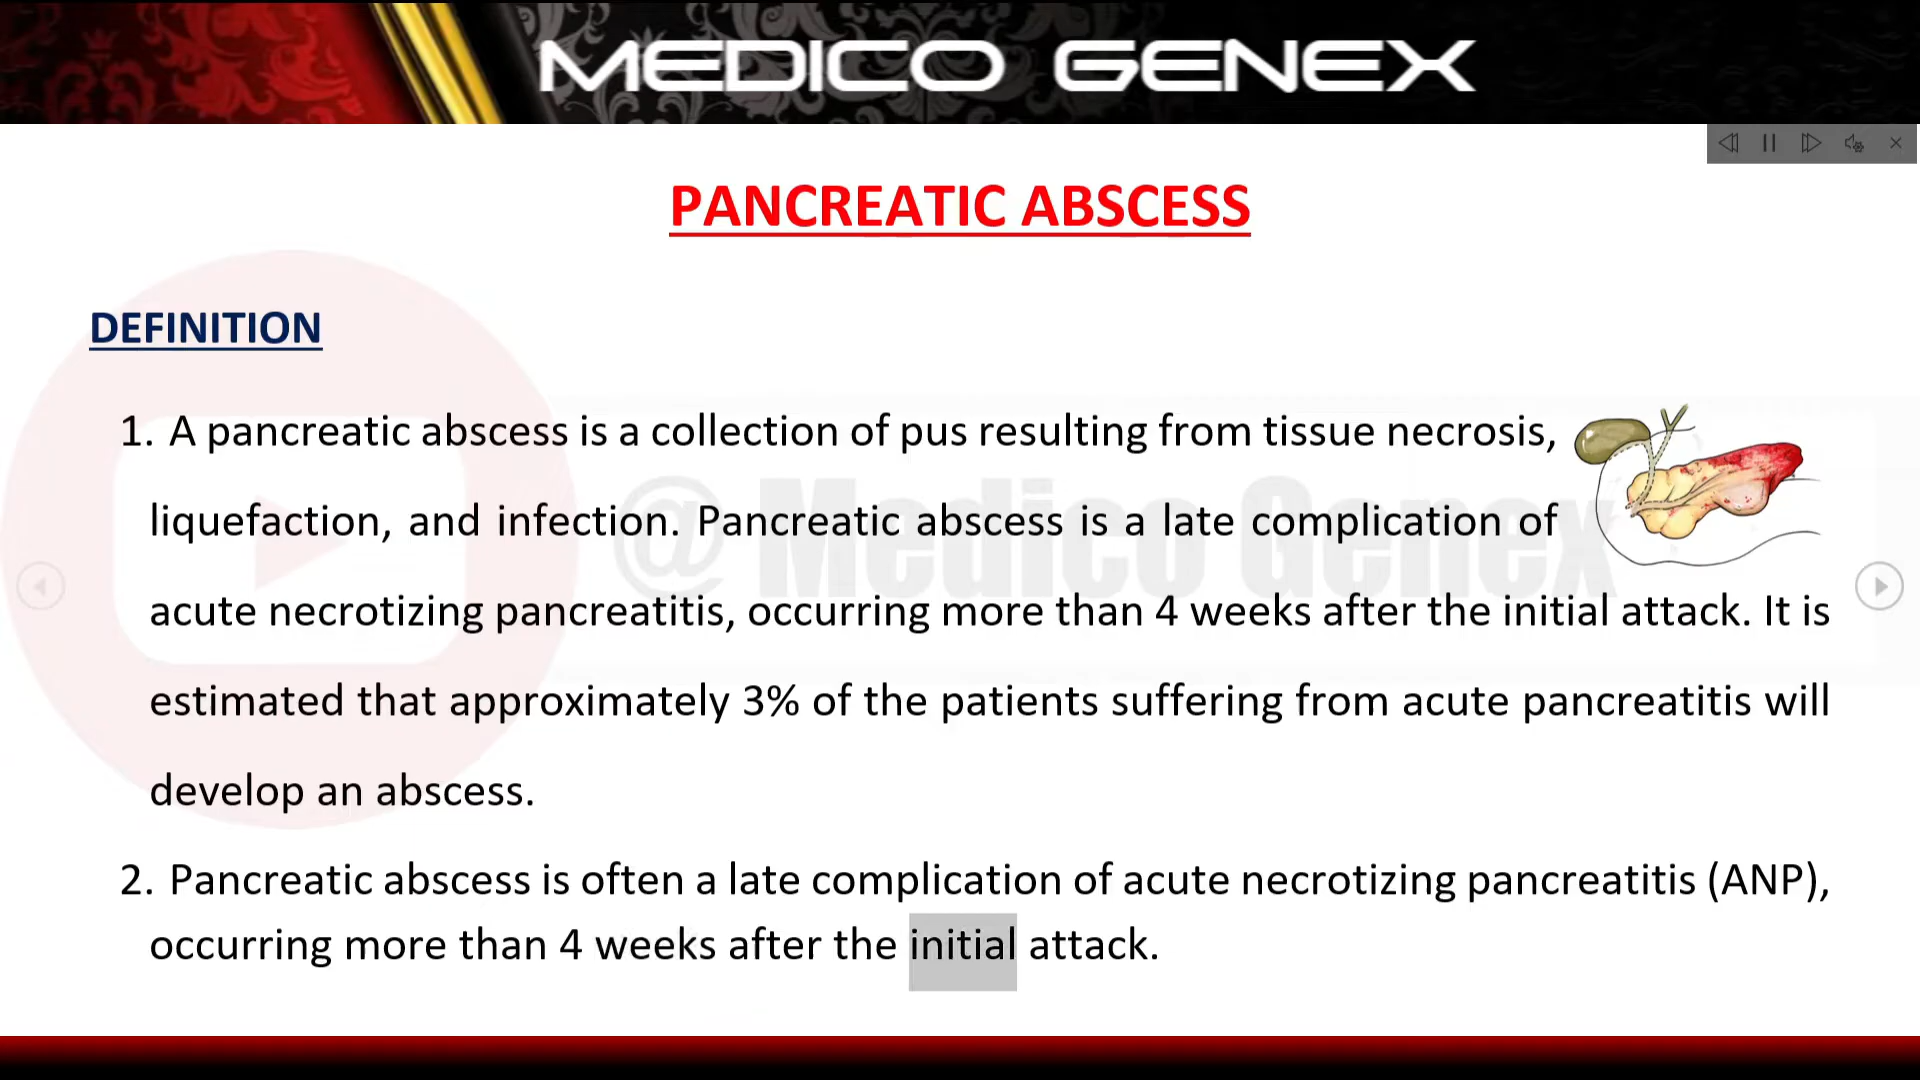 MEDICO GENEX
PANCREATIC ABSCESS
DEFINITION
1. A pancreatic abscess is a collection of pus resulting from tissue necrosis,
liquefaction, and infection. Pancreatic abscess is a late complication of
@Medico Genex
acute necrotizing pancreatitis, occurring more than 4 weeks after the initial attack. It is
estimated that approximately 3% of the patients suffering from acute pancreatitis will
develop an abscess.
2. Pancreatic abscess is often a late complication of acute necrotizing pancreatitis (ANP),
occurring more than 4 weeks after the initial attack.